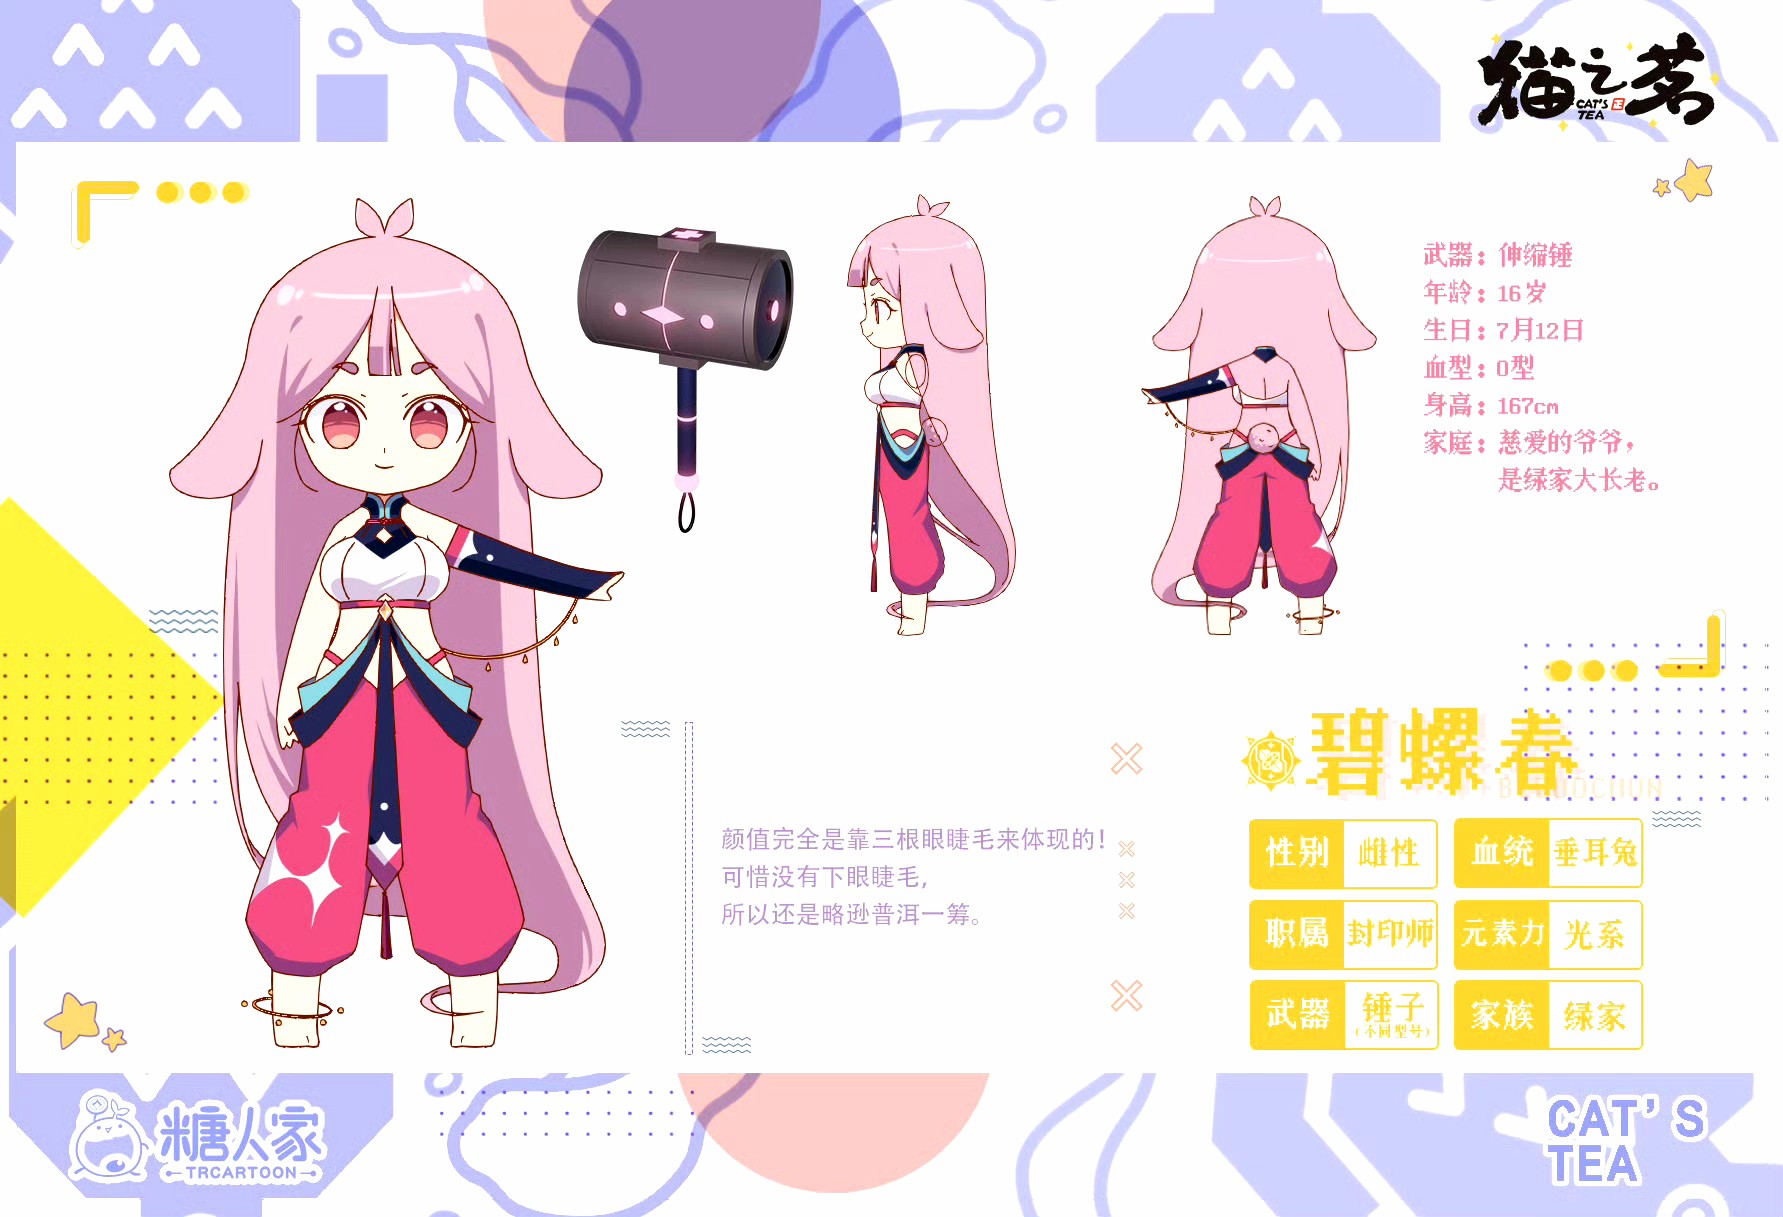 猫之茗
CAT'S
TEA
武器：伸缩锤
年龄：16岁
生日：7月12日
血型：O型
身高：167cm
家庭：慈爱的爷爷，
是绿家大长老。
碧螺春
BILUOCHUN
颜值完全是靠三根眼睫毛来体现的！
可惜没有下眼睫毛，
所以还是略逊普洱一筹。
性别 雌性 血统 垂耳兔
职属 封印师 元素力 光系
武器 锤子 家族 绿家
（不同型号）
糖人家
TRCARTOON
CAT'S
TEA